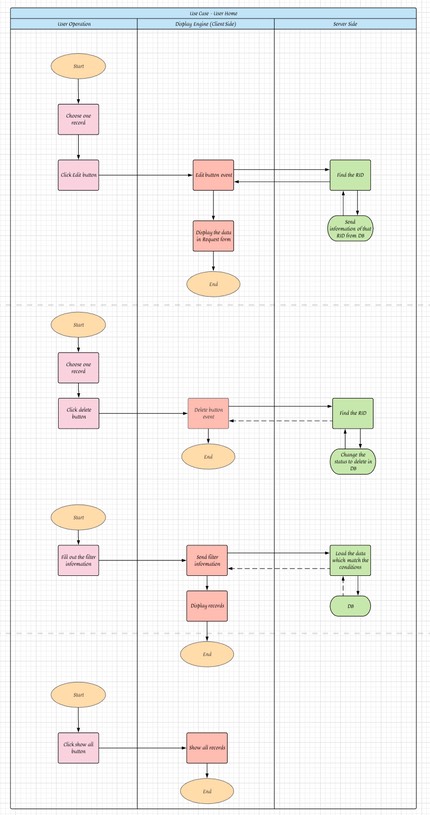 Use Case - User Home
User Operation
Display Engine (Client Side)
Server Side
Start
Choose one
record
Click Edit button
Edit button event
Find the RID
Display the data
in Request form
Send
information of that
RID from DB
End
Start
Choose one
record
Click delete
button
Delete button
event
Find the RID
End
Change the
status to delete in
DB
Start
Fill out the filter
information
Send filter
information
Load the data
which match the
conditions
Display records
DB
End
Start
Click show all
button
Show all records
End